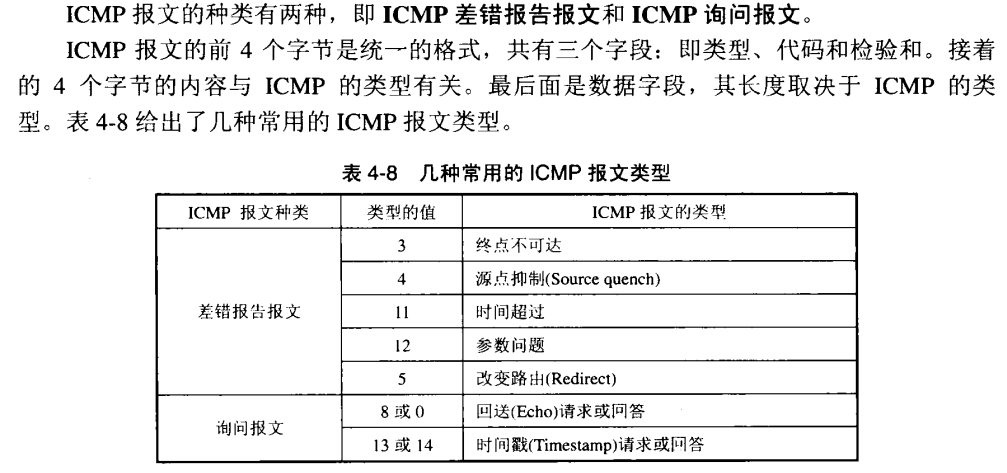 ICMP 报文的种类有两种，即 ICMP 差错报告报文和 ICMP 询问报文。
ICMP 报文的前 4 个字节是统一的格式，共有三个字段：即类型、代码和检验和。接着
的 4 个字节的内容与 ICMP 的类型有关。最后面是数据字段，其长度取决于 ICMP 的类
型。表 4-8 给出了几种常用的 ICMP 报文类型。
表 4-8 几种常用的 ICMP 报文类型
ICMP 报文种类 类型的值 ICMP 报文的类型
差错报告报文 3 终点不可达
4 源点抑制(Source quench)
11 时间超过
12 参数问题
5 改变路由(Redirect)
询问报文 8 或 0 回送(Echo)请求或回答
13 或 14 时间戳(Timestamp)请求或回答